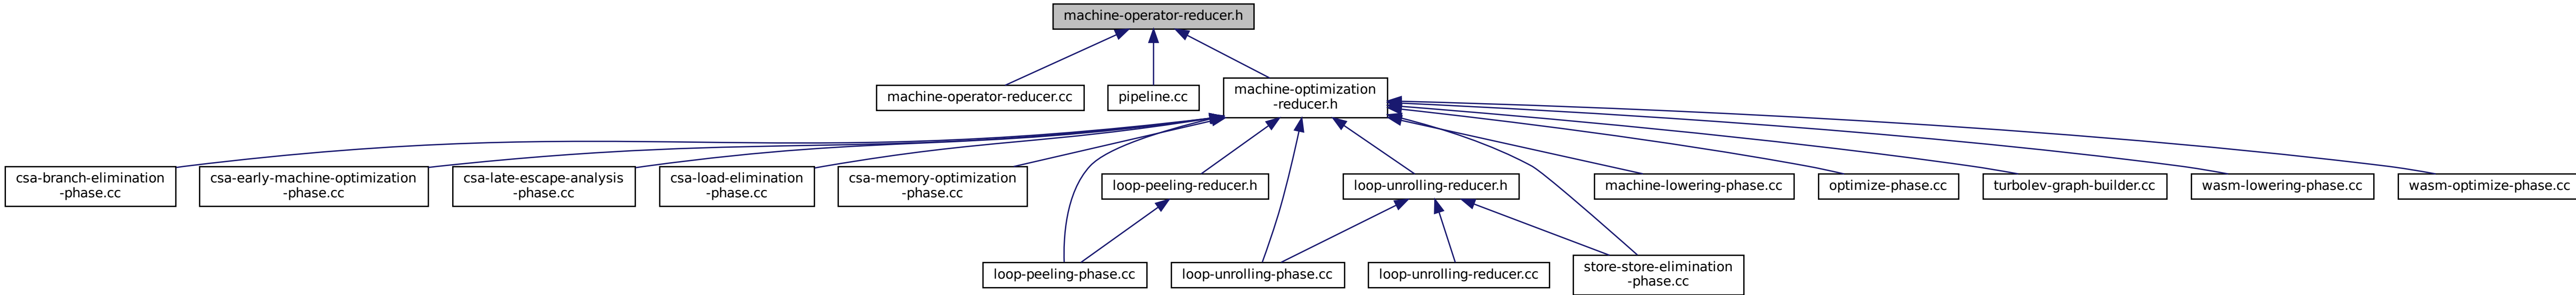 machine-operator-reducer.h
machine-operator-reducer.cc
pipeline.cc
machine-optimization
-reducer.h
csa-branch-elimination
-phase.cc
csa-early-machine-optimization
-phase.cc
csa-late-escape-analysis
-phase.cc
csa-load-elimination
-phase.cc
csa-memory-optimization
-phase.cc
loop-peeling-reducer.h
loop-unrolling-reducer.h
machine-lowering-phase.cc
optimize-phase.cc
turbolev-graph-builder.cc
wasm-lowering-phase.cc
wasm-optimize-phase.cc
loop-peeling-phase.cc
loop-unrolling-phase.cc
loop-unrolling-reducer.cc
store-store-elimination
-phase.cc